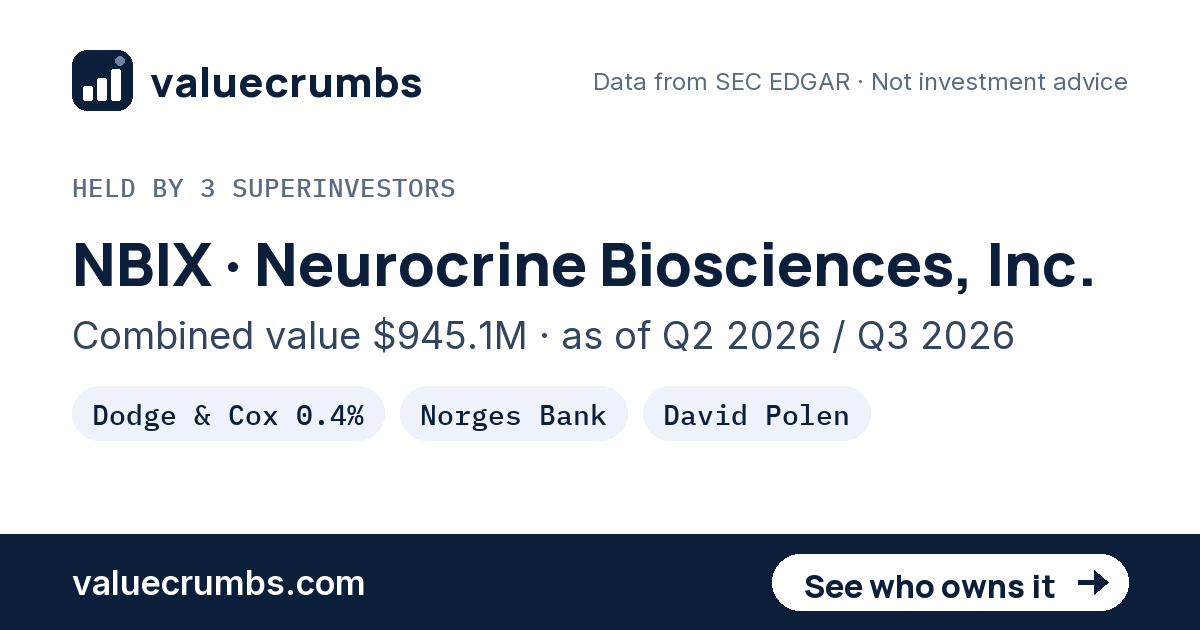 valuecrumbs
Data from SEC EDGAR · Not investment advice
HELD BY 3 SUPERINVESTORS
NBIX · Neurocrine Biosciences, Inc.
Combined value $945.1M · as of Q2 2026 / Q3 2026
Dodge & Cox 0.4%
Norges Bank
David Polen
valuecrumbs.com
See who owns it →